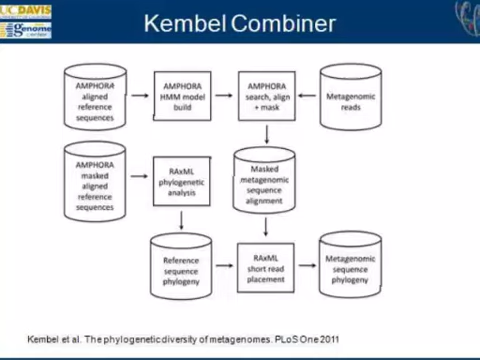 UC DAVIS
genome
Kembel Combiner
AMPHORA
aligned
reference
sequences
AMPHORA
HMM model
build
AMPHORA
search, align
+ mask
Metagenomic
reads
AMPHORA
masked
aligned
reference
sequences
RAxML
phylogenetic
analysis
Masked
metagenomic
sequence
alignment
Reference
sequence
phylogeny
RAxML
short read
placement
Metagenomic
sequence
phylogeny
Kembel et al. The phylogenetic diversity of metagenomes. PLoS One 2011